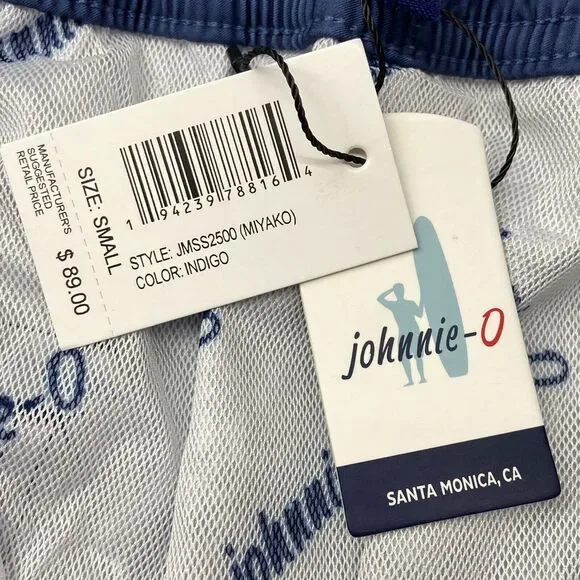 johnnie
MANUFACTURER'S
SUGGESTED
RETAIL PRICE
$ 89.00
SIZE: SMALL
1 94239 78816 4
STYLE: JMSS2500 (MIYAKO)
COLOR: INDIGO
johnnie-O
SANTA MONICA, CA
-O
johnnie